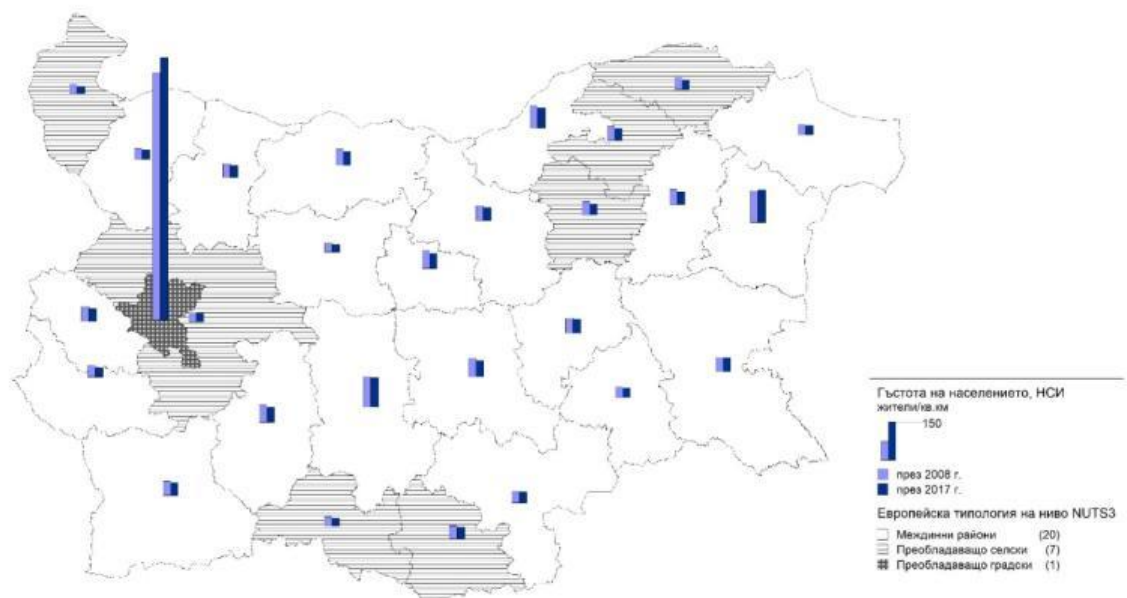 Гъстота на населението, НСИ
жители/кв.км
150
през 2008 г.
през 2017 г.
Европейска типология на ниво NUTS3
Междинни райони (20)
Преобладаващо селски (7)
Преобладаващо градски (1)